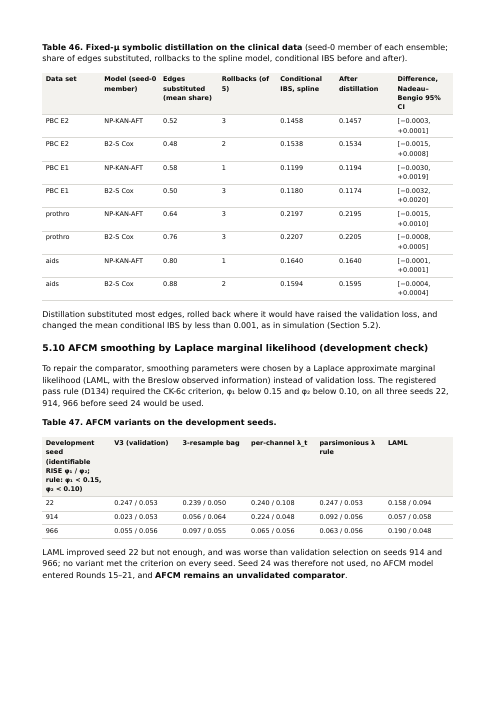 Table 46. Fixed-μ symbolic distillation on the clinical data (seed-0 member of each ensemble;
share of edges substituted, rollbacks to the spline model, conditional IBS before and after).
Data set | Model (seed-0 member) | Edges substituted (mean share) | Rollbacks (of 5) | Conditional IBS, spline | After distillation | Difference, Nadeau–Bengio 95% CI
PBC E2 | NP-KAN-AFT | 0.52 | 3 | 0.1458 | 0.1457 | [−0.0003, +0.0001]
PBC E2 | B2-S Cox | 0.48 | 2 | 0.1538 | 0.1534 | [−0.0015, +0.0008]
PBC E1 | NP-KAN-AFT | 0.58 | 1 | 0.1199 | 0.1194 | [−0.0030, +0.0019]
PBC E1 | B2-S Cox | 0.50 | 3 | 0.1180 | 0.1174 | [−0.0032, +0.0020]
prothro | NP-KAN-AFT | 0.64 | 3 | 0.2197 | 0.2195 | [−0.0015, +0.0010]
prothro | B2-S Cox | 0.76 | 3 | 0.2207 | 0.2205 | [−0.0008, +0.0005]
aids | NP-KAN-AFT | 0.80 | 1 | 0.1640 | 0.1640 | [−0.0001, +0.0001]
aids | B2-S Cox | 0.88 | 2 | 0.1594 | 0.1595 | [−0.0004, +0.0004]
Distillation substituted most edges, rolled back where it would have raised the validation loss, and
changed the mean conditional IBS by less than 0.001, as in simulation (Section 5.2).
5.10 AFCM smoothing by Laplace marginal likelihood (development check)
To repair the comparator, smoothing parameters were chosen by a Laplace approximate marginal
likelihood (LAML, with the Breslow observed information) instead of validation loss. The registered
pass rule (D134) required the CK-6c criterion, φ₁ below 0.15 and φ₂ below 0.10, on all three seeds 22,
914, 966 before seed 24 would be used.
Table 47. AFCM variants on the development seeds.
Development seed (identifiable RISE φ₁ / φ₂; rule: φ₁ < 0.15, φ₂ < 0.10) | V3 (validation) | 3-resample bag | per-channel λ_t | parsimonious λ rule | LAML
22 | 0.247 / 0.053 | 0.239 / 0.050 | 0.240 / 0.108 | 0.247 / 0.053 | 0.158 / 0.094
914 | 0.023 / 0.053 | 0.056 / 0.064 | 0.224 / 0.048 | 0.092 / 0.056 | 0.057 / 0.058
966 | 0.055 / 0.056 | 0.097 / 0.055 | 0.065 / 0.056 | 0.063 / 0.056 | 0.190 / 0.048
LAML improved seed 22 but not enough, and was worse than validation selection on seeds 914 and
966; no variant met the criterion on every seed. Seed 24 was therefore not used, no AFCM model
entered Rounds 15–21, and AFCM remains an unvalidated comparator.